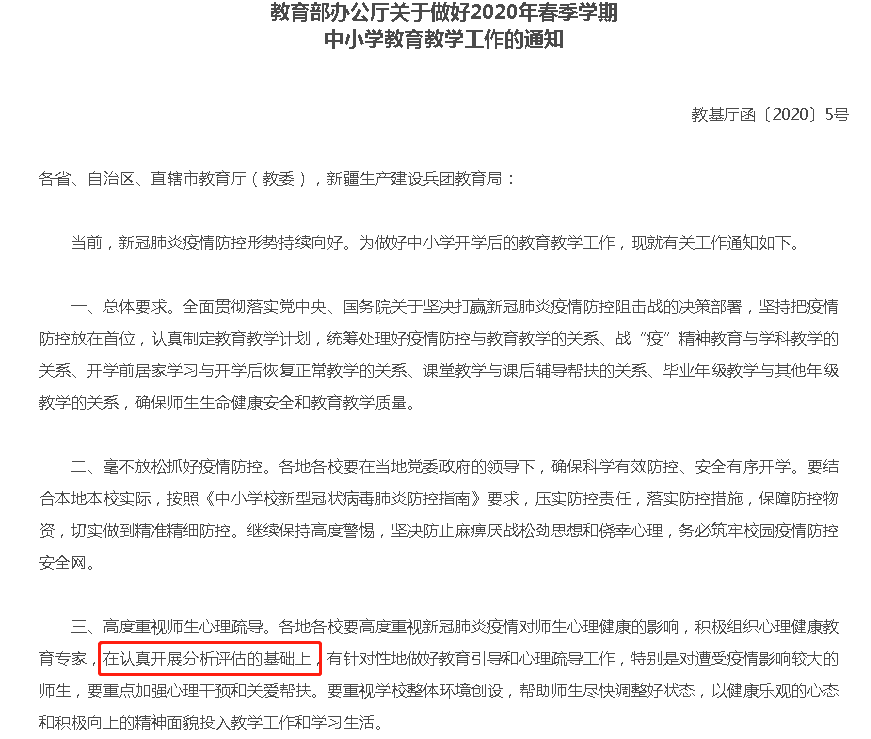 教育部办公厅关于做好2020年春季学期
中小学教育教学工作的通知
教基厅函〔2020〕5号
各省、自治区、直辖市教育厅（教委），新疆生产建设兵团教育局：
当前，新冠肺炎疫情防控形势持续向好。为做好中小学开学后的教育教学工作，现就有关工作通知如下。
一、总体要求。全面贯彻落实党中央、国务院关于坚决打赢新冠肺炎疫情防控阻击战的决策部署，坚持把疫情
防控放在首位，认真制定教育教学计划，统筹处理好疫情防控与教育教学的关系、战“疫”精神教育与学科教学的
关系、开学前居家学习与开学后恢复正常教学的关系、课堂教学与课后辅导帮扶的关系、毕业年级教学与其他年级
教学的关系，确保师生生命健康安全和教育教学质量。
二、毫不放松抓好疫情防控。各地各校要在当地党委政府的领导下，确保科学有效防控、安全有序开学。要结
合本地本校实际，按照《中小学校新型冠状病毒肺炎防控指南》要求，压实防控责任，落实防控措施，保障防控物
资，切实做到精准精细防控。继续保持高度警惕，坚决防止麻痹厌战松劲思想和侥幸心理，务必筑牢校园疫情防控
安全网。
三、高度重视师生心理疏导。各地各校要高度重视新冠肺炎疫情对师生心理健康的影响，积极组织心理健康教
育专家，在认真开展分析评估的基础上，有针对性地做好教育引导和心理疏导工作，特别是对遭受疫情影响较大的
师生，要重点加强心理干预和关爱帮扶。要重视学校整体环境创设，帮助师生尽快调整好状态，以健康乐观的心态
和积极向上的精神面貌投入教学工作和学习生活。